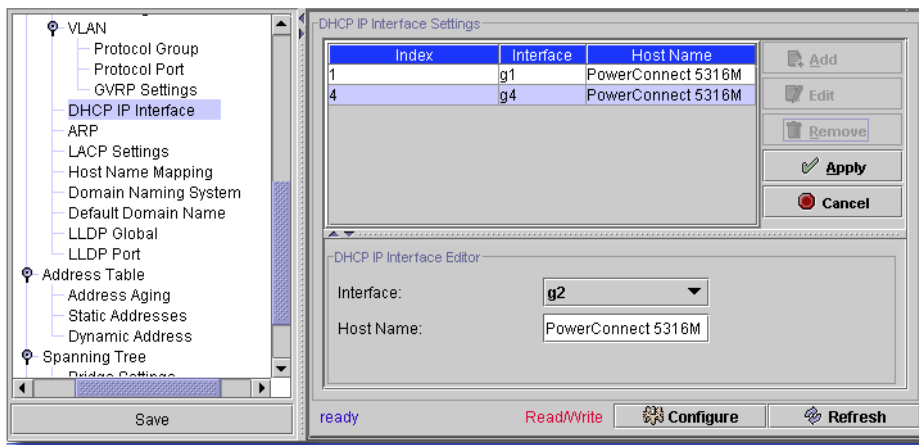 VLAN
Protocol Group
Protocol Port
GVRP Settings
DHCP IP Interface
ARP
LACP Settings
Host Name Mapping
Domain Naming System
Default Domain Name
LLDP Global
LLDP Port
Address Table
Address Aging
Static Addresses
Dynamic Address
Spanning Tree
Bridge Settings
Save
DHCP IP Interface Settings
Index Interface Host Name
1 g1 PowerConnect 5316M
4 g4 PowerConnect 5316M
Add
Edit
Remove
Apply
Cancel
DHCP IP Interface Editor
Interface: g2
Host Name: PowerConnect 5316M
ready Read/Write Configure Refresh